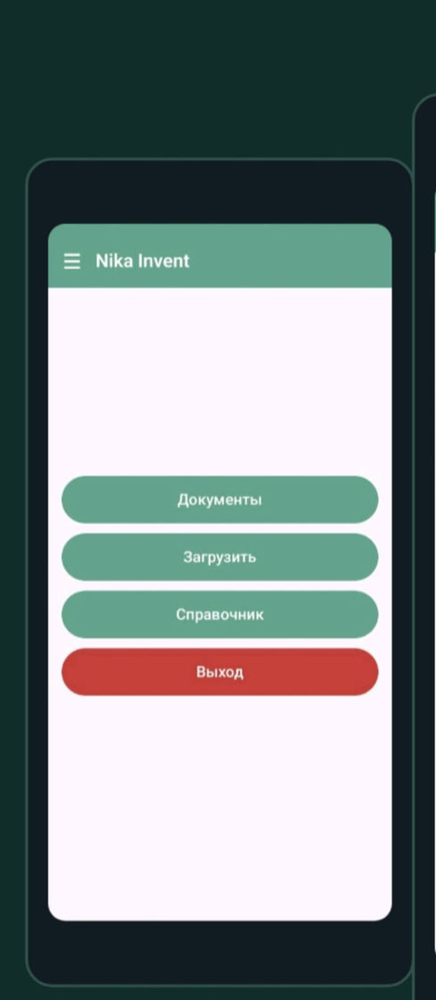 Nika Invent
Документы
Загрузить
Справочник
Выход